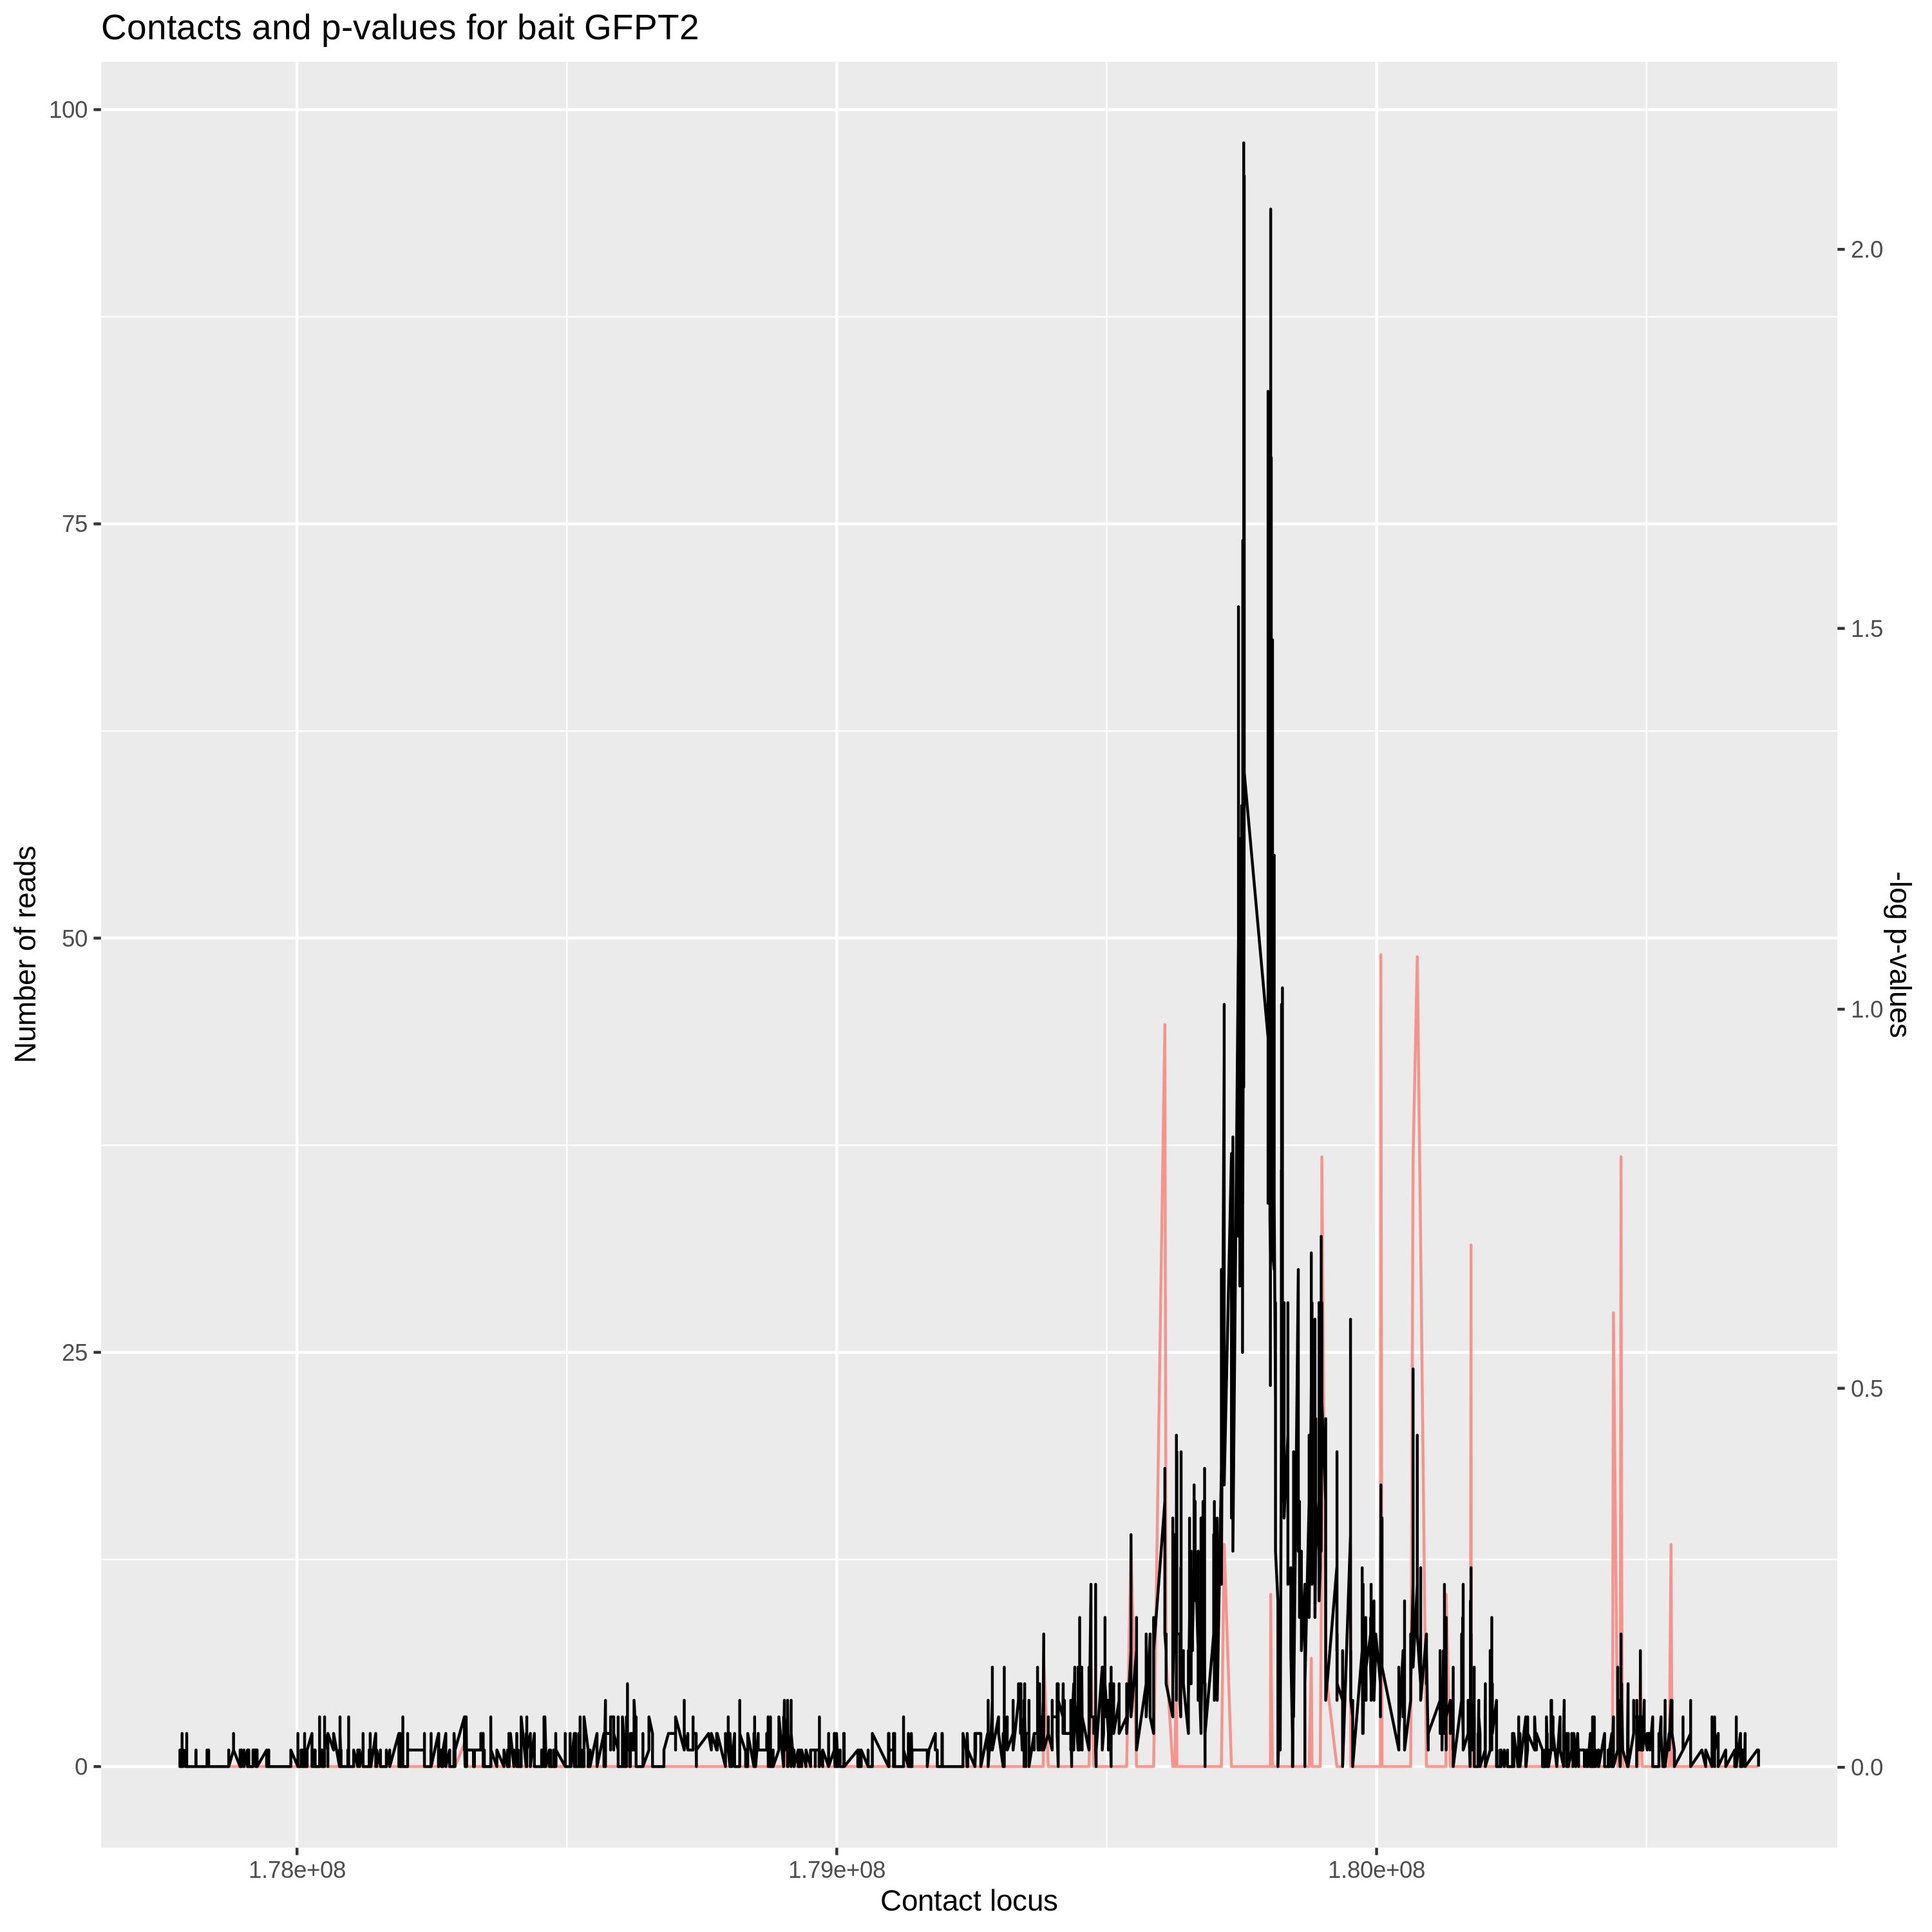 Contacts and p-values for bait GFPT2
100
75
50
25
0
Number of reads
2.0
1.5
1.0
0.5
0.0
-log p-values
1.78e+08
1.79e+08
1.80e+08
Contact locus